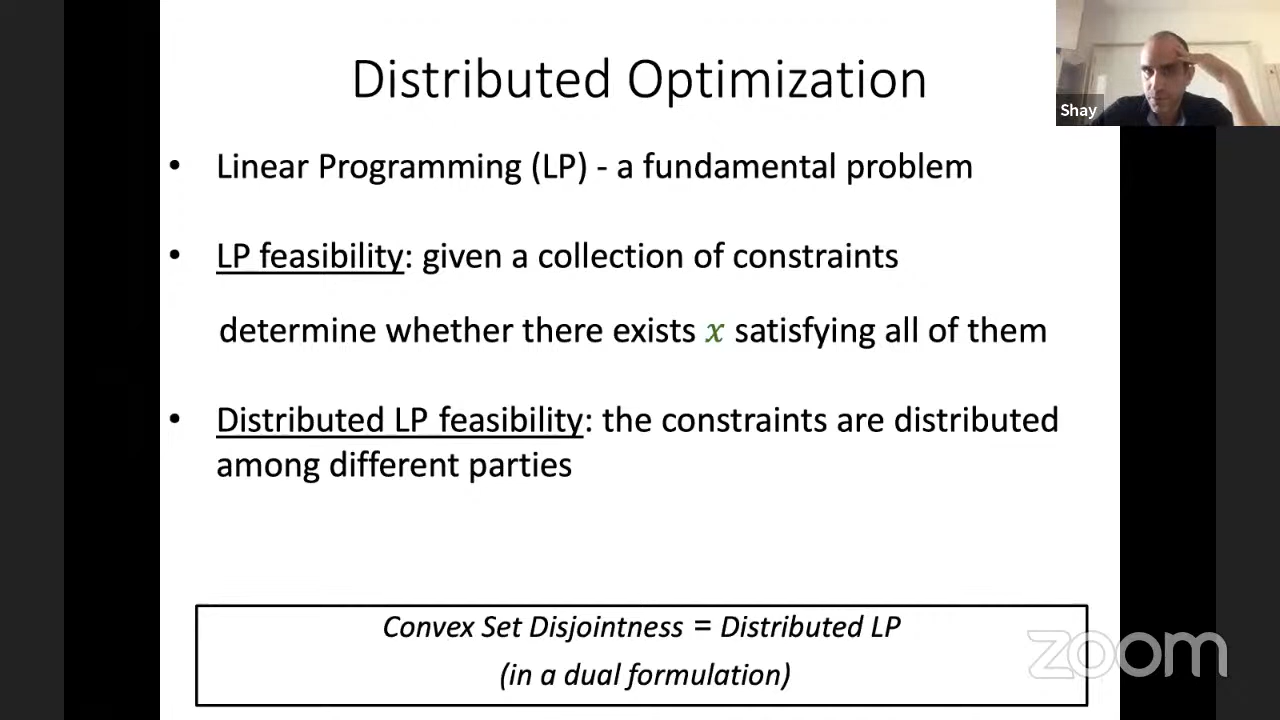 Distributed Optimization
Shay
• Linear Programming (LP) - a fundamental problem
• LP feasibility: given a collection of constraints
determine whether there exists x satisfying all of them
• Distributed LP feasibility: the constraints are distributed
among different parties
Convex Set Disjointness = Distributed LP
(in a dual formulation)
zoom